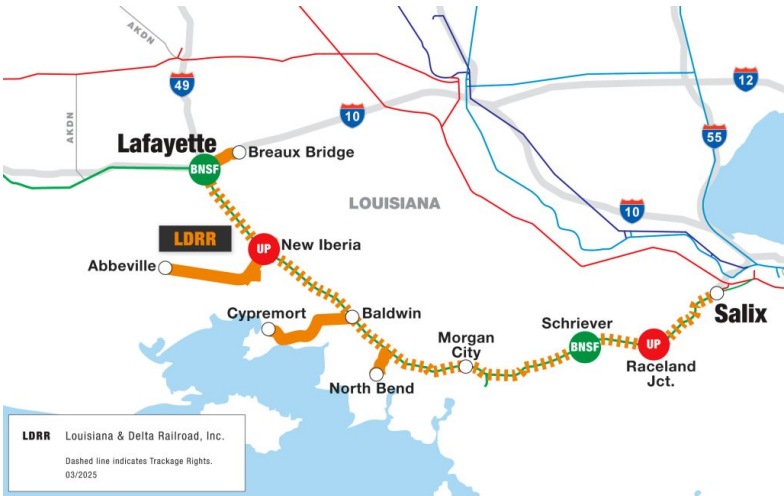 AKDN
AKDN
49
10
12
55
Lafayette
BNSF
Breaux Bridge
LOUISIANA
10
LDRR
UP
New Iberia
Abbeville
Cypremort
Baldwin
Morgan
City
Schriever
BNSF
UP
Raceland
Jct.
Salix
North Bend
LDRR Louisiana & Delta Railroad, Inc.
Dashed line indicates Trackage Rights.
03/2025